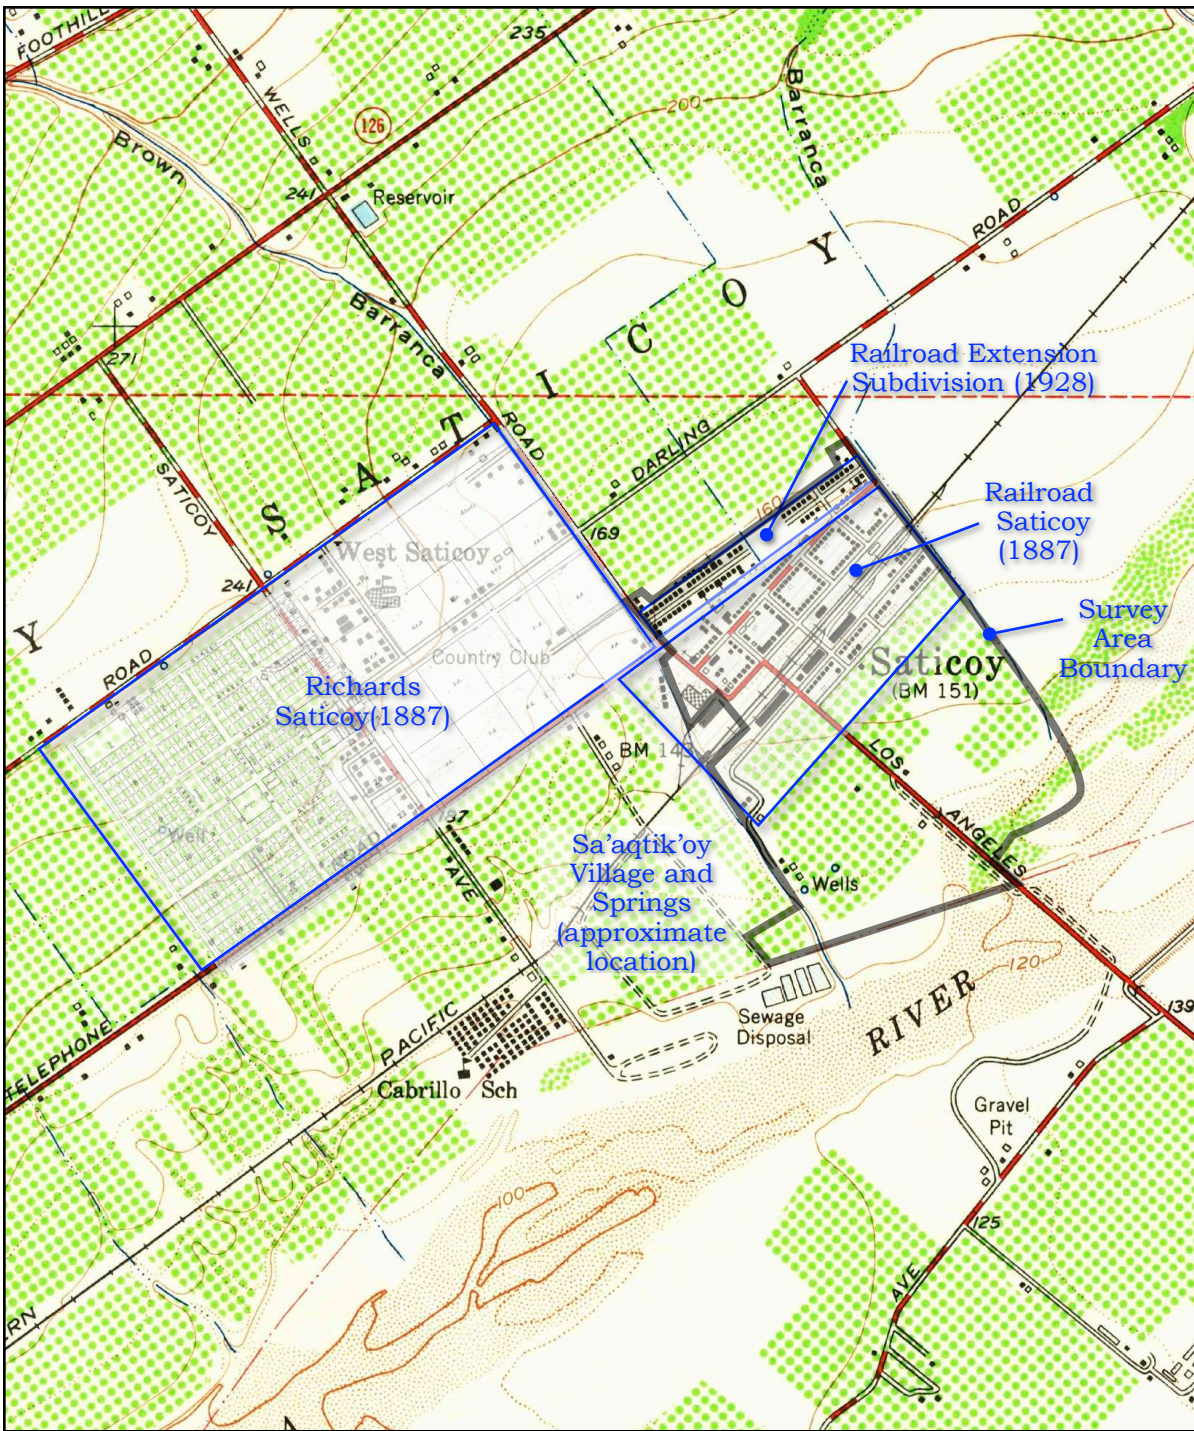 FOOTHILL
235
WELLS
126
200
Barranca
Brown
241
Reservoir
ROAD
Barranca
S A T I C O Y
271
Railroad Extension
Subdivision (1928)
ROAD
DARLING
SATICOY
160
Railroad
Saticoy
(1887)
169
West Saticoy
241
Survey
Area
Boundary
Y
ROAD
Country Club
Saticoy
(BM 151)
Richards
Saticoy(1887)
BM 143
LOS
ANGELES
Well
ROAD
AVE
Sa’aqtik’oy
Village and
Springs
(approximate
location)
Wells
120
RIVER
139
PACIFIC
Sewage
Disposal
TELEPHONE
Cabrillo Sch
Gravel
Pit
100
125
AVE
RN